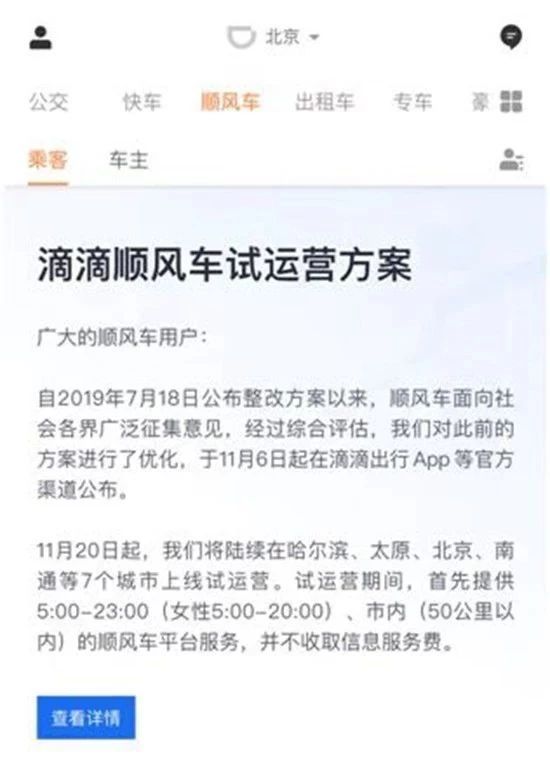 北京
公交 快车 顺风车 出租车 专车 豪
乘客 车主
滴滴顺风车试运营方案
广大的顺风车用户：
自2019年7月18日公布整改方案以来，顺风车面向社
会各界广泛征集意见，经过综合评估，我们对此前的
方案进行了优化，于11月6日起在滴滴出行App等官方
渠道公布。
11月20日起，我们将陆续在哈尔滨、太原、北京、南
通等7个城市上线试运营。试运营期间，首先提供
5:00-23:00（女性5:00-20:00）、市内（50公里以
内）的顺风车平台服务，并不收取信息服务费。
查看详情